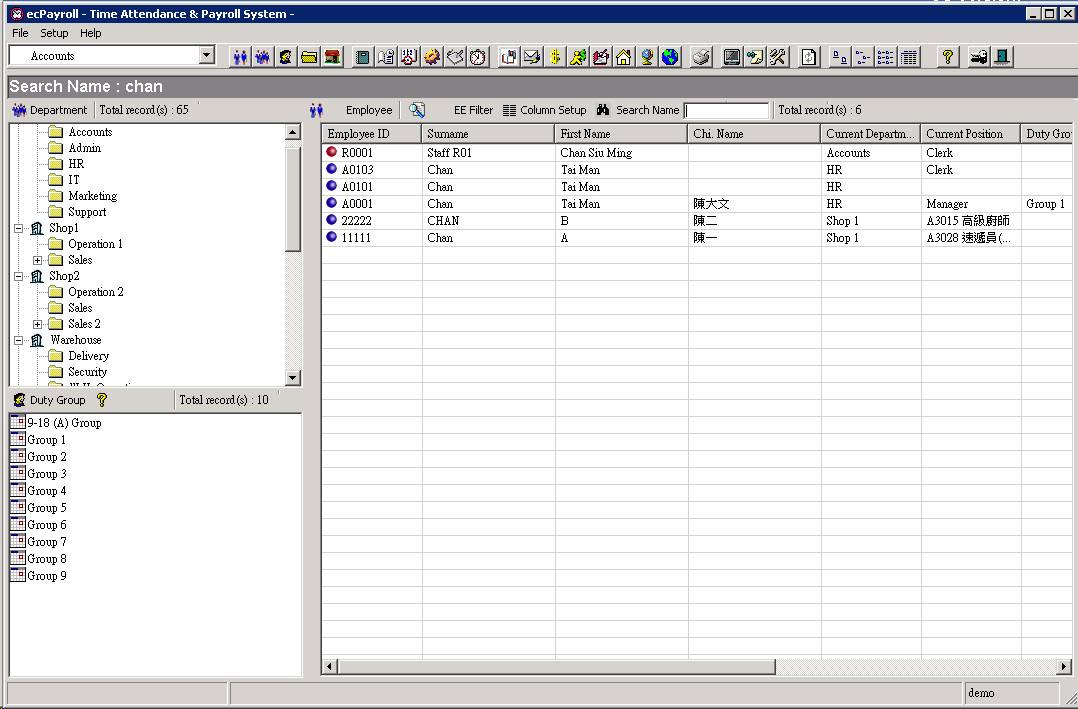 ecPayroll - Time Attendance & Payroll System -
File Setup Help
Accounts
Search Name : chan
Department Total record(s) : 65
Employee EE Filter Column Setup Search Name Total record(s) : 6
Accounts
Admin
HR
IT
Marketing
Support
Shop1
Operation 1
Sales
Shop2
Operation 2
Sales
Sales 2
Warehouse
Delivery
Security
Duty Group Total record(s) : 10
9-18 (A) Group
Group 1
Group 2
Group 3
Group 4
Group 5
Group 6
Group 7
Group 8
Group 9
Employee ID Surname First Name Chi. Name Current Departm... Current Position Duty Gro
R0001 Staff R01 Chan Siu Ming Accounts Clerk
A0103 Chan Tai Man HR Clerk
A0101 Chan Tai Man HR
A0001 Chan Tai Man 陳大文 HR Manager Group 1
22222 CHAN B 陳二 Shop 1 A3015 高級廚師
11111 Chan A 陳一 Shop 1 A3028 速遞員(...
demo